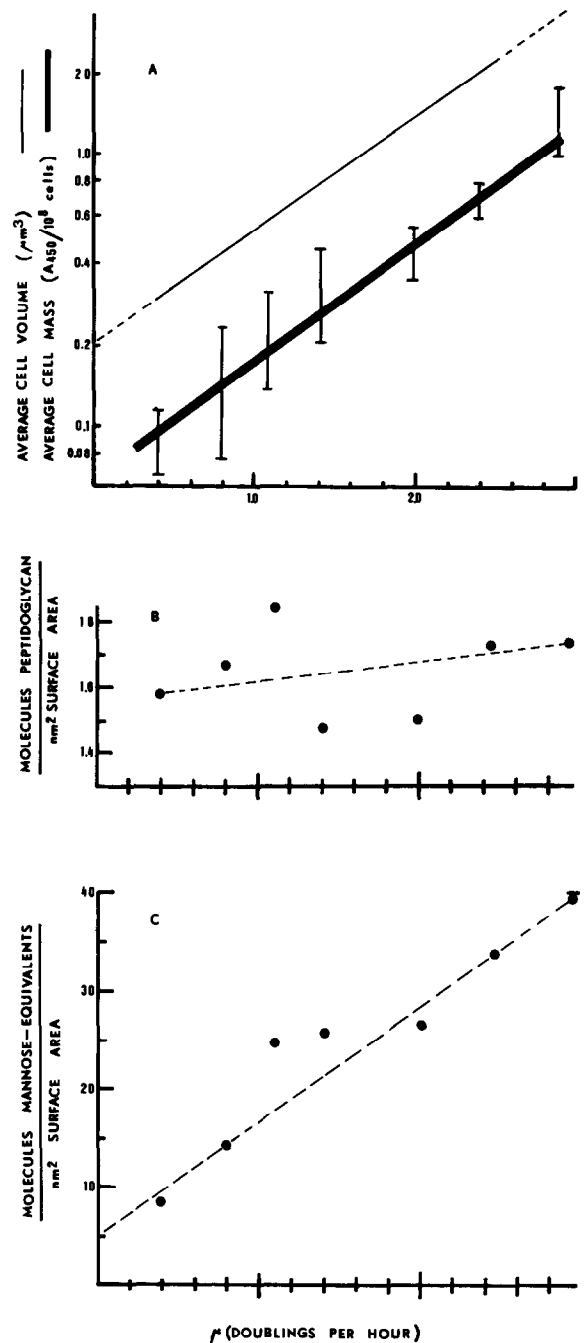 A
AVERAGE CELL VOLUME (μm³)
AVERAGE CELL MASS (A450/10⁸ cells)
2.0
1.0
0.8
0.6
0.4
0.2
0.1
0.08
1.0
2.0
B
MOLECULES PEPTIDOGLYCAN
nm² SURFACE AREA
1.8
1.6
1.4
C
MOLECULES MANNOSE-EQUIVALENTS
nm² SURFACE AREA
40
30
20
10
μ (DOUBLINGS PER HOUR)